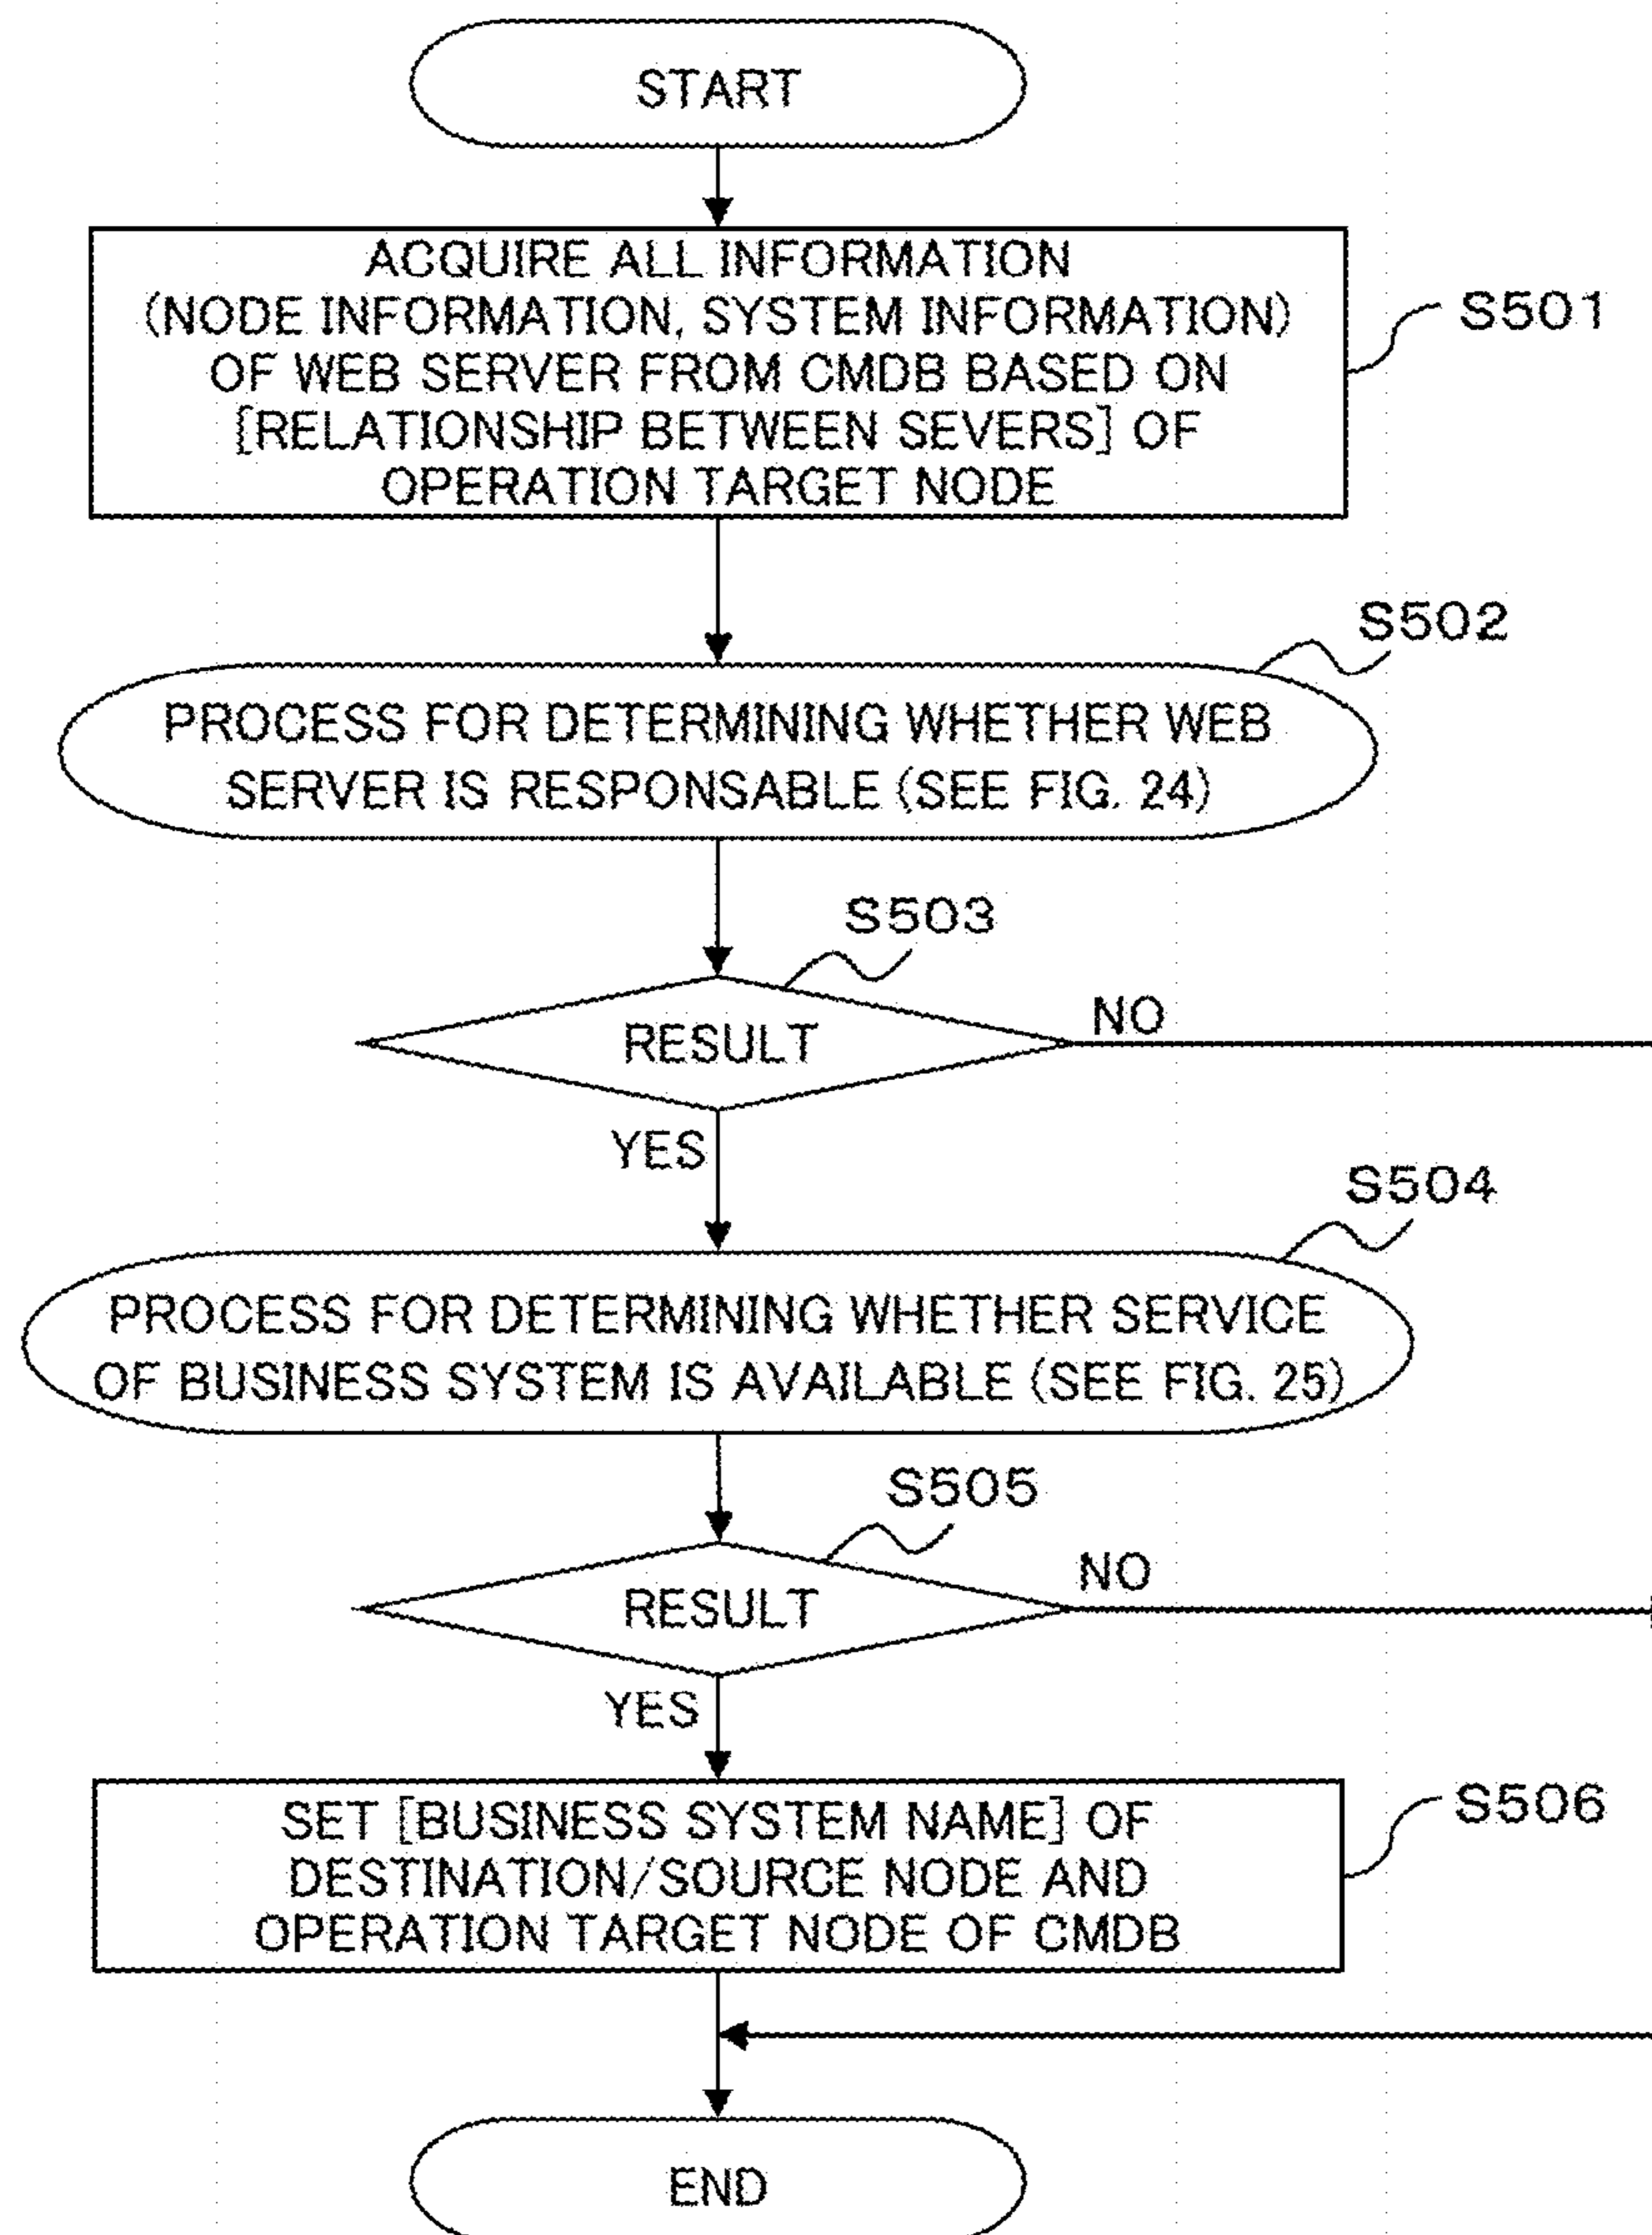 START
ACQUIRE ALL INFORMATION
(NODE INFORMATION, SYSTEM INFORMATION)
OF WEB SERVER FROM CMDB BASED ON
[RELATIONSHIP BETWEEN SEVERS] OF
OPERATION TARGET NODE
S501
S502
PROCESS FOR DETERMINING WHETHER WEB
SERVER IS RESPONSABLE (SEE FIG. 24)
S503
RESULT
NO
YES
S504
PROCESS FOR DETERMINING WHETHER SERVICE
OF BUSINESS SYSTEM IS AVAILABLE (SEE FIG. 25)
S505
RESULT
NO
YES
SET [BUSINESS SYSTEM NAME] OF
DESTINATION/SOURCE NODE AND
OPERATION TARGET NODE OF CMDB
S506
END